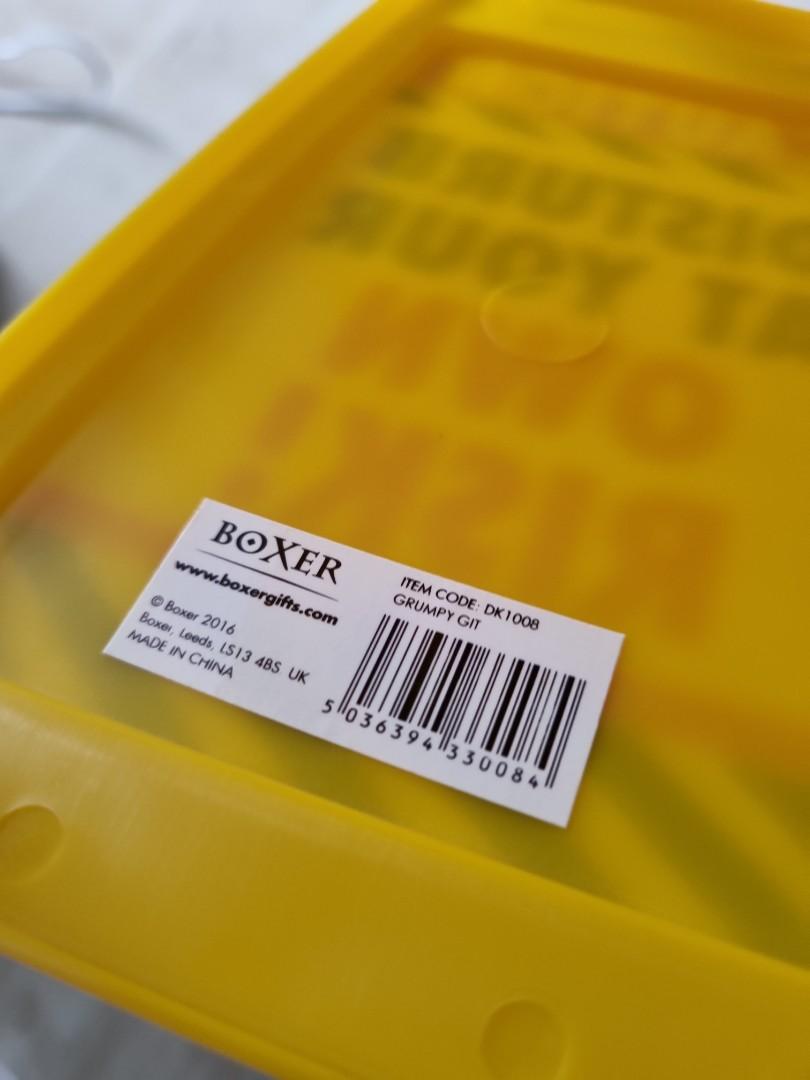 DISTURB
AT YOUR
OWN
RISK!
BOXER
www.boxergifts.com
© Boxer 2016
Boxer, Leeds, LS13 4BS UK
MADE IN CHINA
ITEM CODE: DK1008
GRUMPY GIT
5 036394 330084